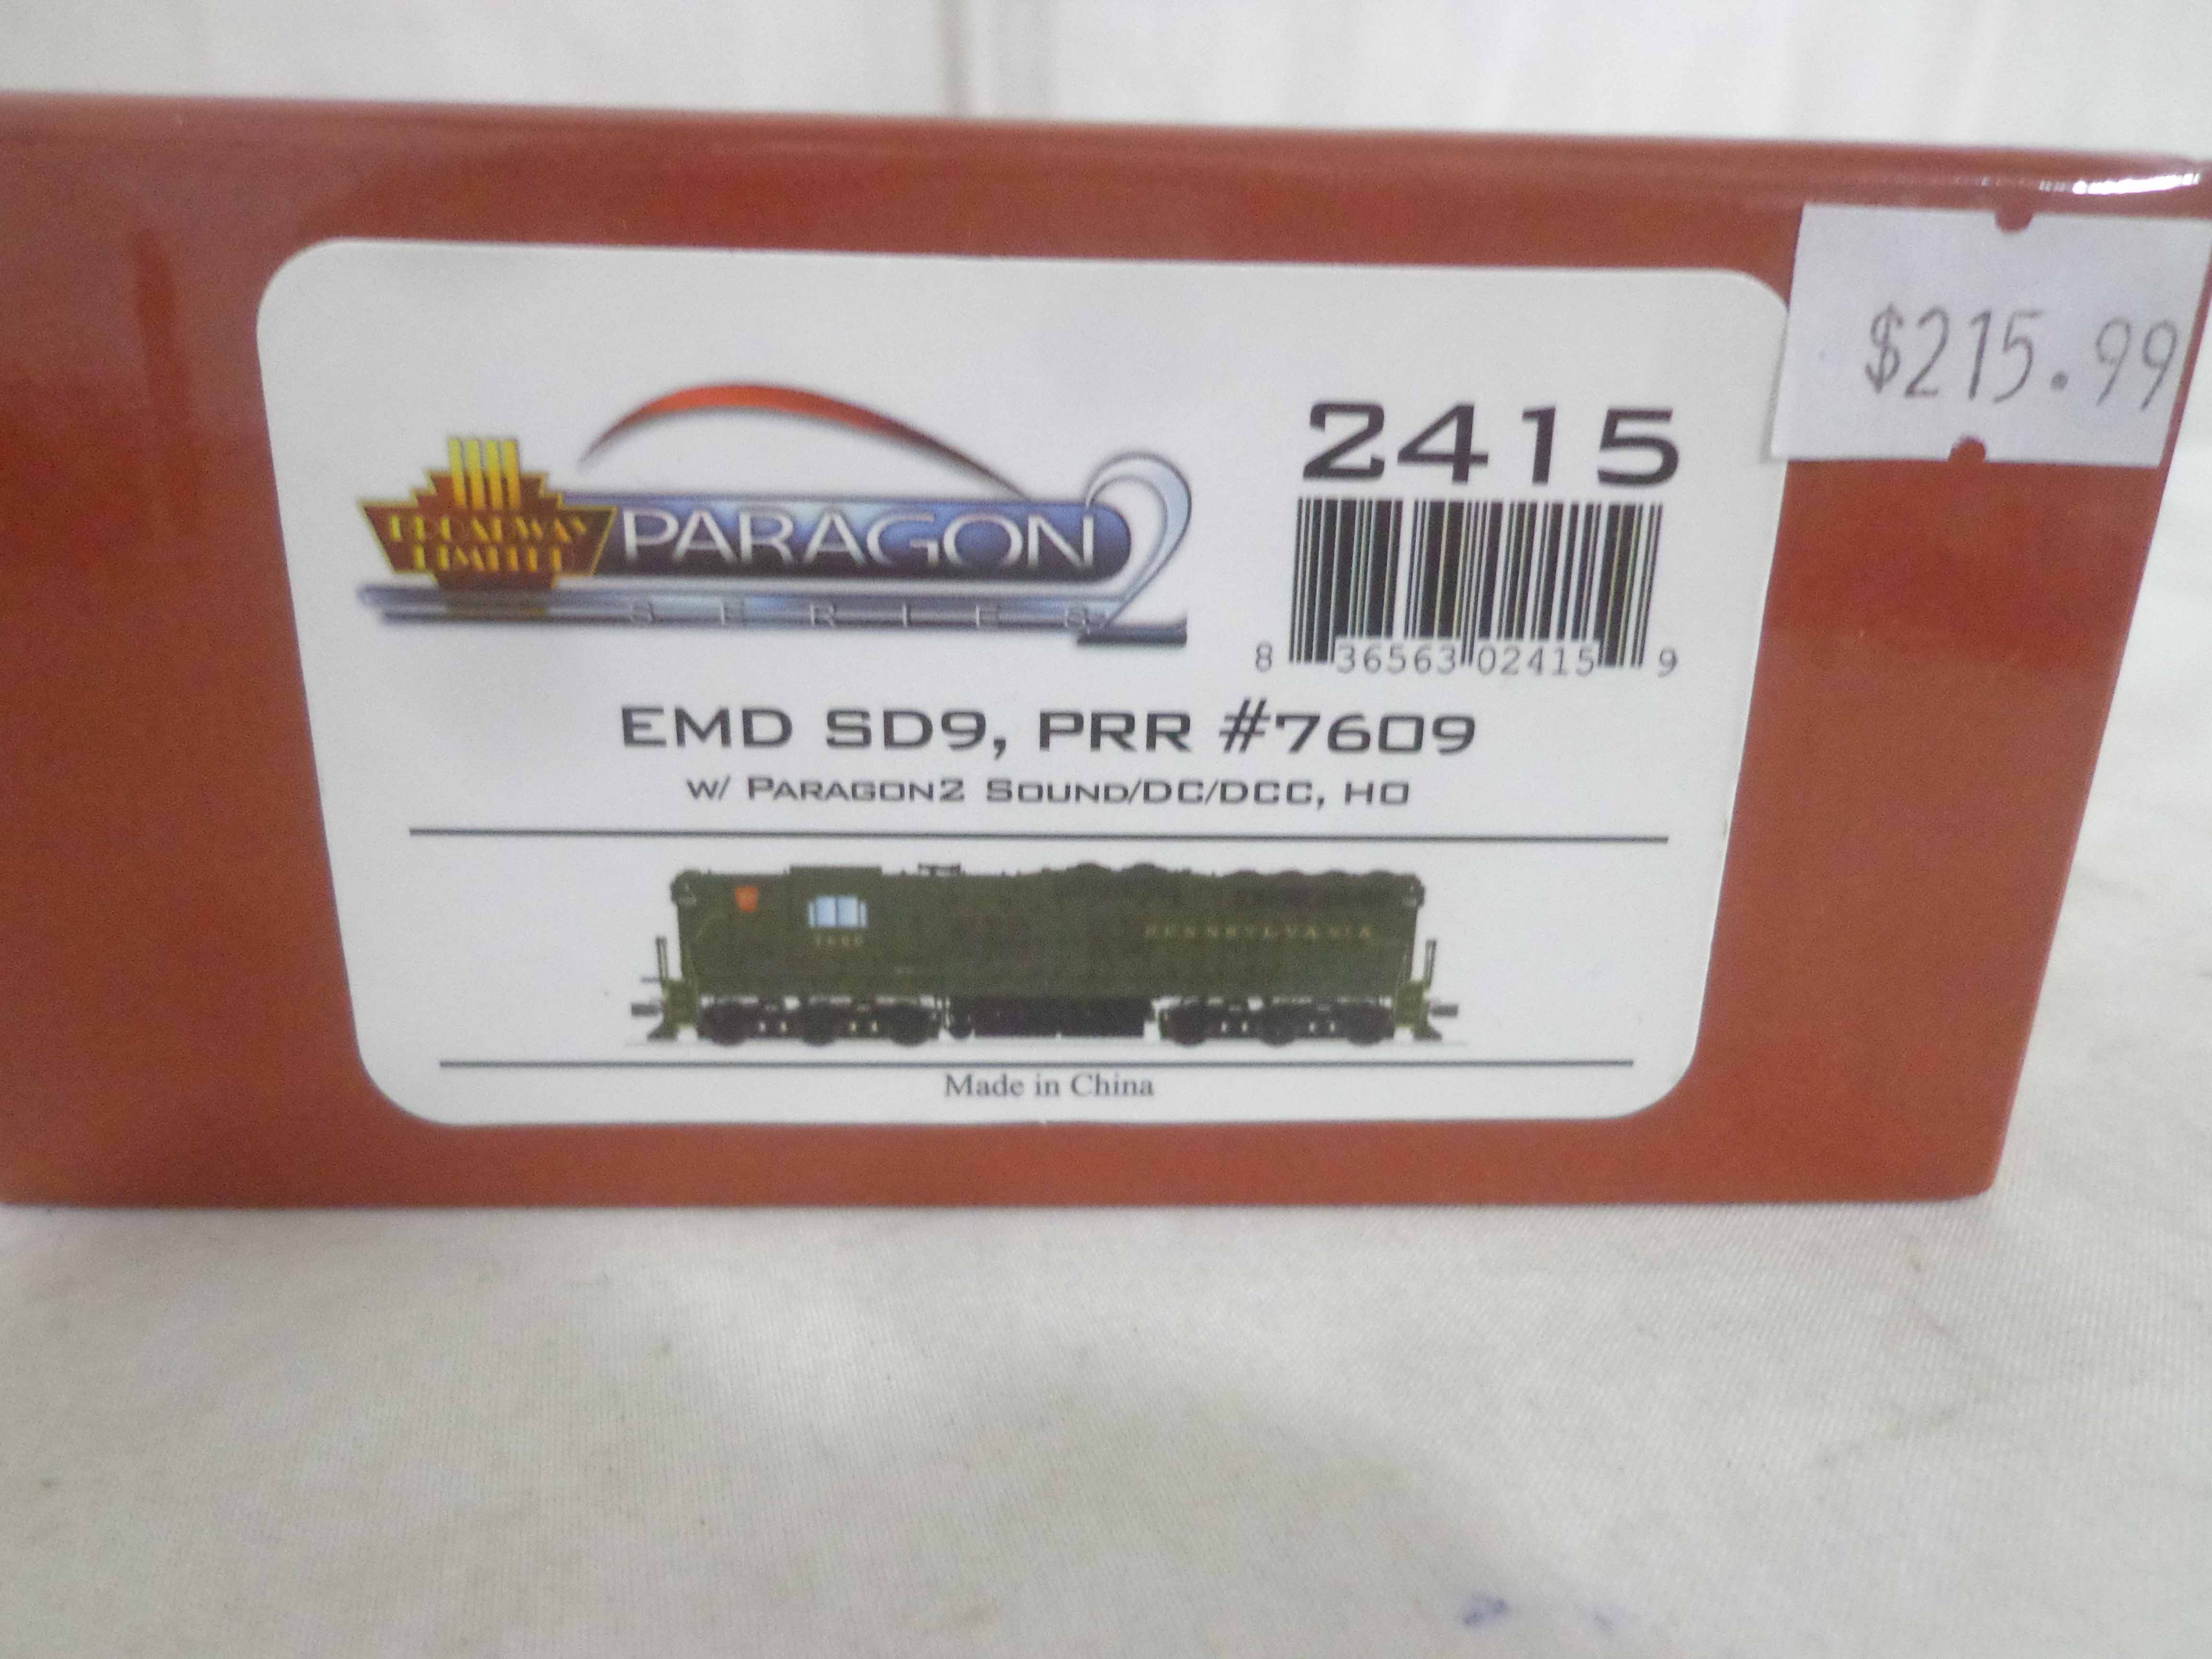 $215.99
2415
BROADWAY
LIMITED
PARAGON 2
SERIES
8 36563 02415 9
EMD SD9, PRR #7609
W/ PARAGON2 SOUND/DC/DCC, HO
PENNSYLVANIA
Made in China